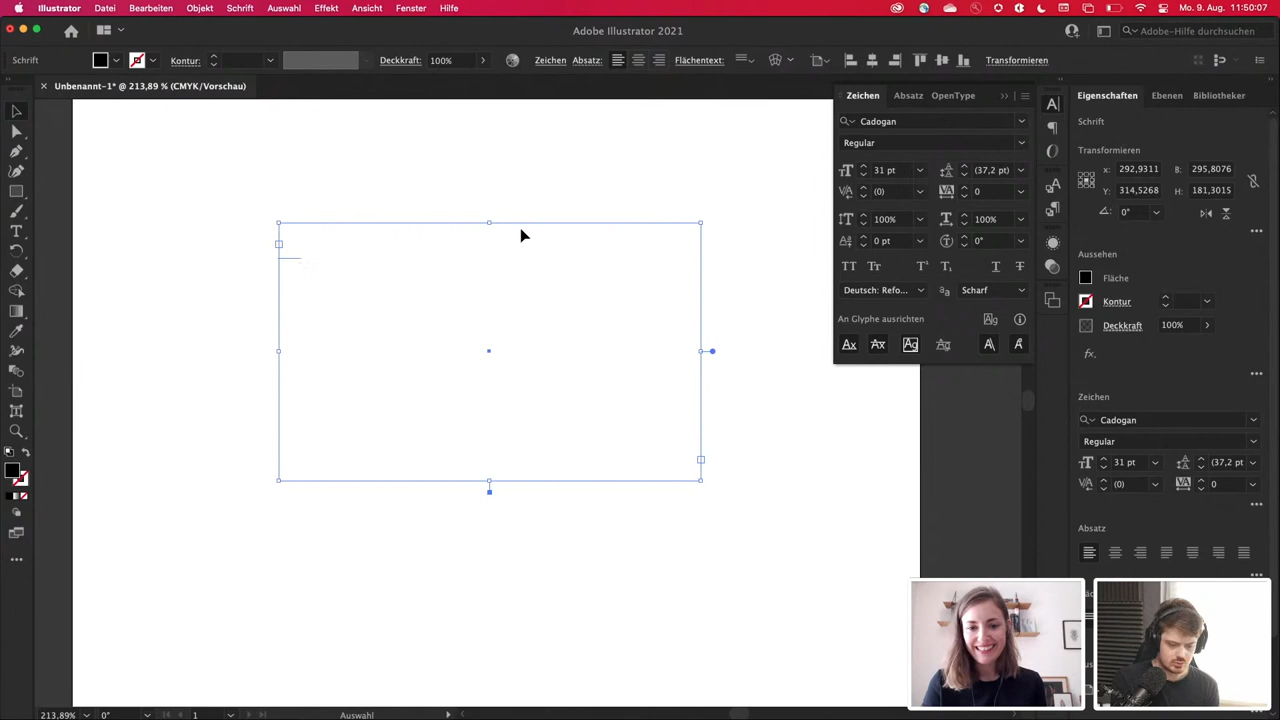 Illustrator Datei Bearbeiten Objekt Schrift Auswahl Effekt Ansicht Fenster Hilfe Mo. 9. Aug. 11:50:07
Adobe Illustrator 2021
Adobe-Hilfe durchsuchen
Schrift Kontur: Deckkraft: 100% Zeichen Absatz: Flächentext: Transformieren
Unbenannt-1* @ 213,89 % (CMYK/Vorschau)
Zeichen Absatz OpenType
Cadogan
Regular
31 pt (37,2 pt)
(0) 0
100% 100%
0 pt 0°
Deutsch: Refo... Scharf
An Glyphe ausrichten
Eigenschaften Ebenen Bibliotheker
Schrift
Transformieren
X: 292,9311 B: 295,8076
Y: 314,5268 H: 181,3015
0°
Aussehen
Fläche
Kontur
Deckkraft 100%
fx.
Zeichen
Cadogan
Regular
31 pt (37,2 pt
(0) 0
Absatz
213,89% 0° 1 Auswahl